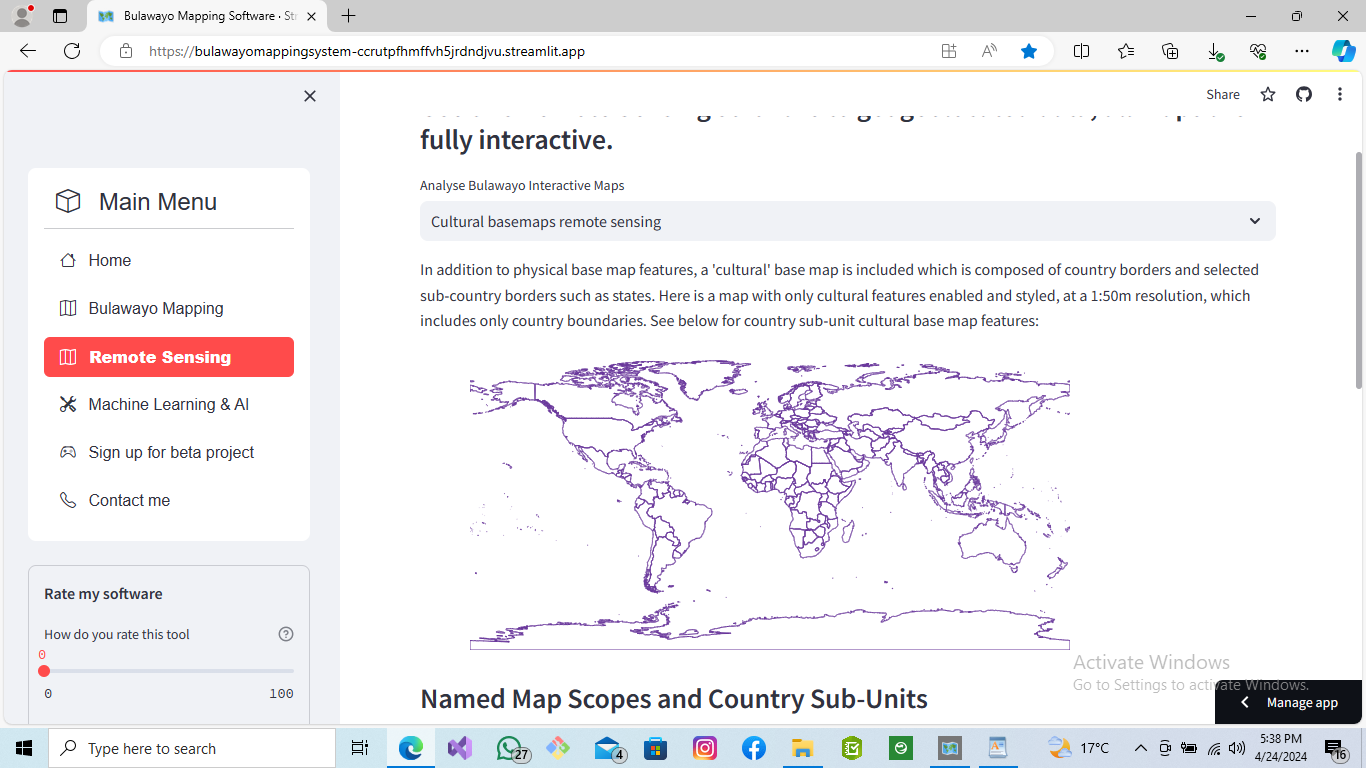 Bulawayo Mapping Software · St
https://bulawayomappingsystem-ccrutpfhmffvh5jrdndjvu.streamlit.app
Share
Main Menu
Home
Bulawayo Mapping
Remote Sensing
Machine Learning & AI
Sign up for beta project
Contact me
Rate my software
How do you rate this tool
0
0
100
fully interactive.
Analyse Bulawayo Interactive Maps
Cultural basemaps remote sensing
In addition to physical base map features, a 'cultural' base map is included which is composed of country borders and selected
sub-country borders such as states. Here is a map with only cultural features enabled and styled, at a 1:50m resolution, which
includes only country boundaries. See below for country sub-unit cultural base map features:
Named Map Scopes and Country Sub-Units
Activate Windows
Go to Settings to activate Windows.
Manage app
Type here to search
27
4
17°C
5:38 PM
4/24/2024
16